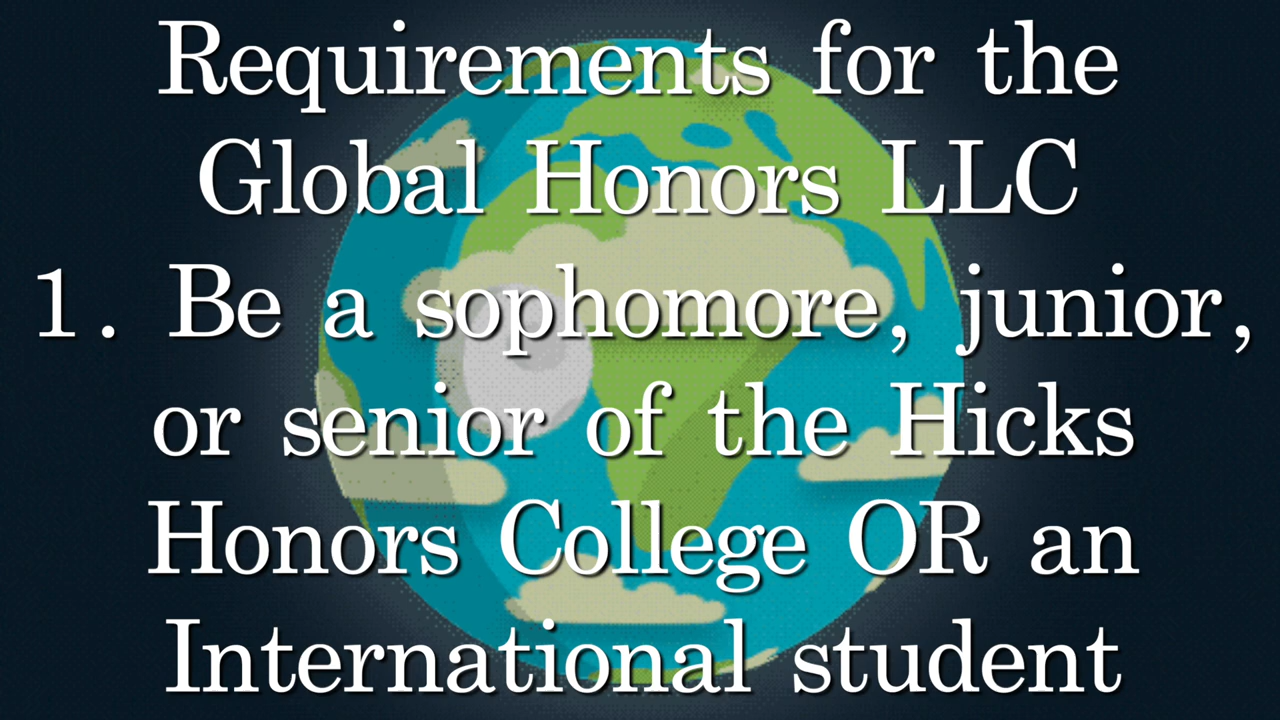 Requirements for the
Global Honors LLC
1. Be a sophomore, junior,
or senior of the Hicks
Honors College OR an
International student